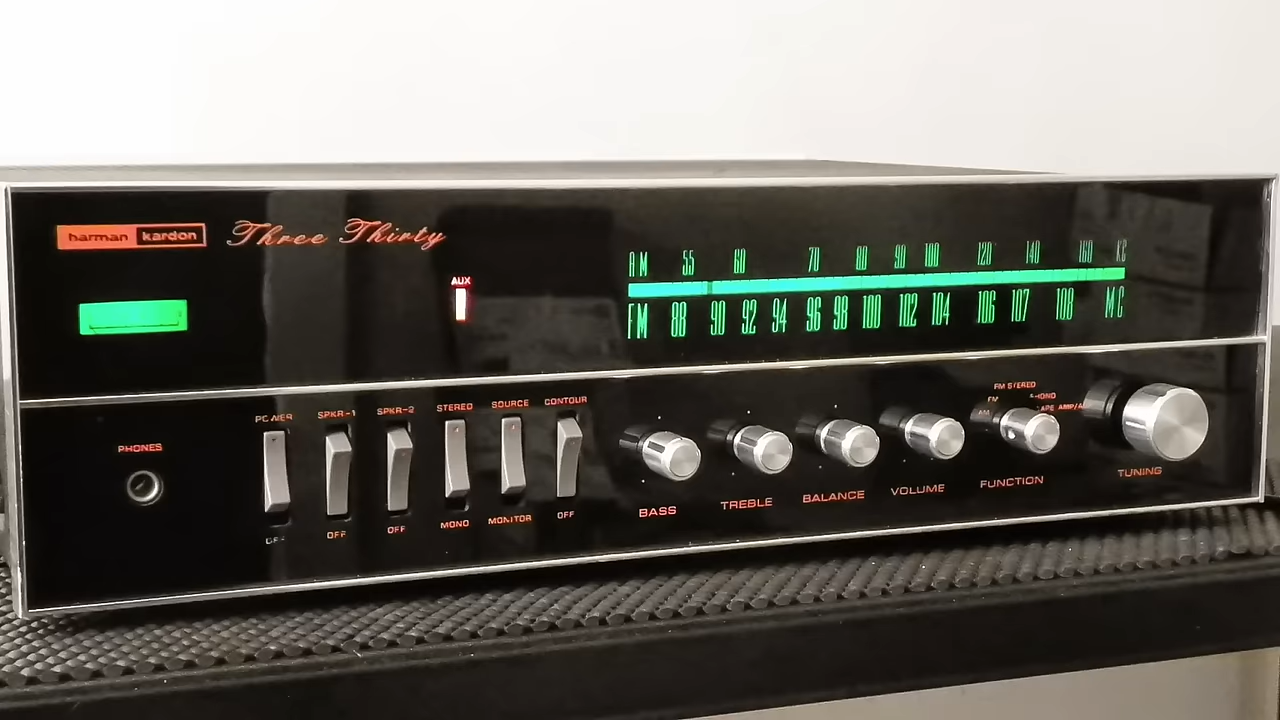 harman kardon Three Thirty
AUX
AM 55 60 70 80 90 100 120 140 160 KC
FM 88 90 92 94 96 98 100 102 104 106 107 108 MC
PHONES
POWER SPKR-1 SPKR-2 STEREO SOURCE CONTOUR
OFF OFF OFF MONO MONITOR OFF
FM STEREO
FM
AM
BASS TREBLE BALANCE VOLUME FUNCTION TUNING